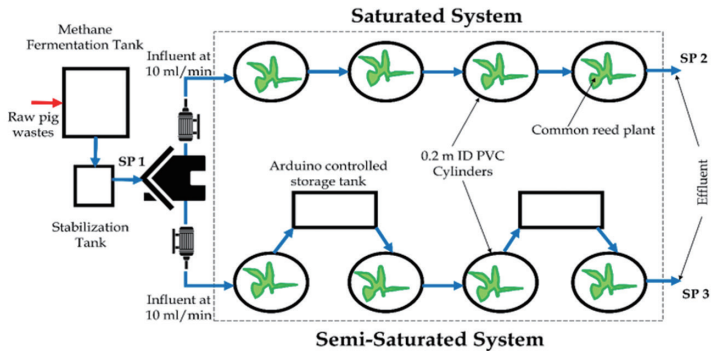 Saturated System
Methane
Fermentation Tank
Influent at
10 ml/min
SP 2
Raw pig
wastes
SP 1
Common reed plant
Arduino controlled
storage tank
0.2 m ID PVC
Cylinders
Effluent
Stabilization
Tank
Influent at
10 ml/min
SP 3
Semi-Saturated System